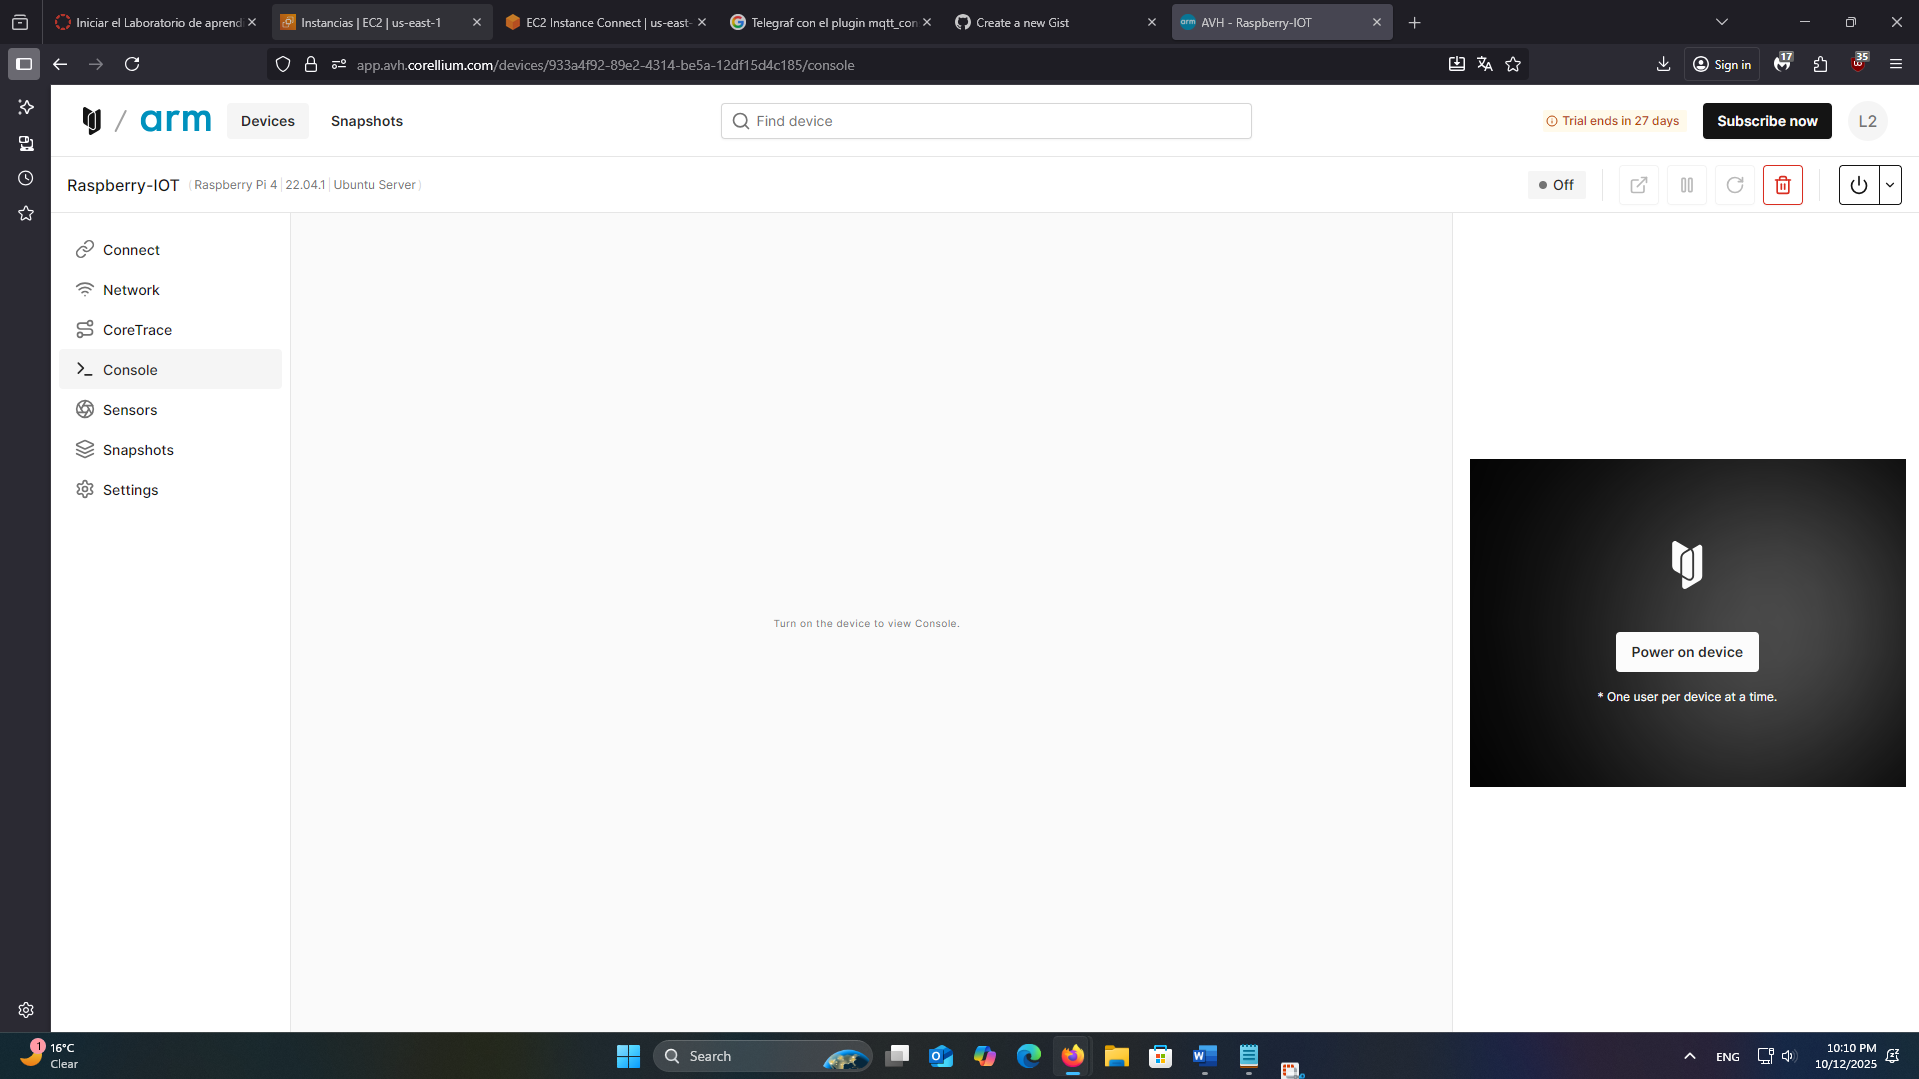 Iniciar el Laboratorio de aprend
Instancias | EC2 | us-east-1
EC2 Instance Connect | us-east-
Telegraf con el plugin mqtt_con
Create a new Gist
AVH - Raspberry-IOT
app.avh.corellium.com/devices/933a4f92-89e2-4314-be5a-12df15d4c185/console
Sign in
17
35
/ arm
Devices
Snapshots
Find device
Trial ends in 27 days
Subscribe now
L2
Raspberry-IOT
( Raspberry Pi 4 | 22.04.1 | Ubuntu Server )
Off
Connect
Network
CoreTrace
Console
Sensors
Snapshots
Settings
Turn on the device to view Console.
Power on device
* One user per device at a time.
1
16°C
Clear
Search
ENG
10:10 PM
10/12/2025